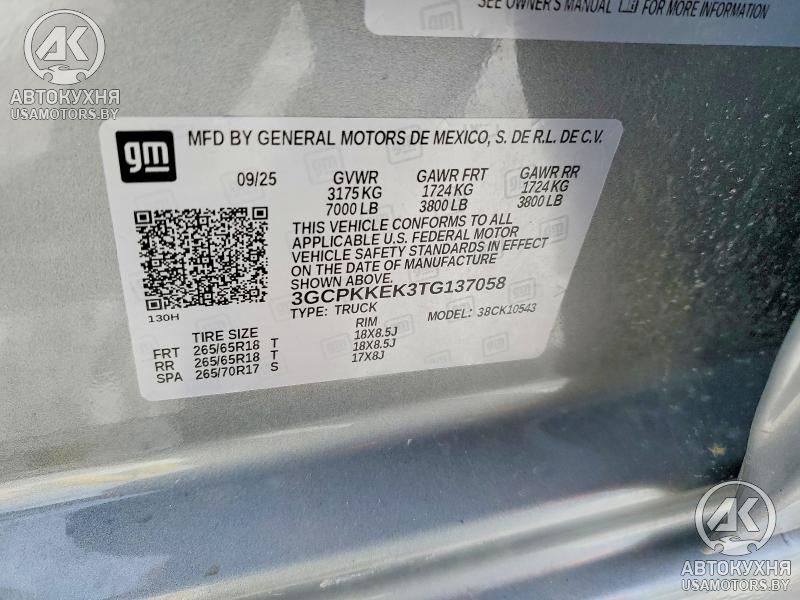 SEE OWNER'S MANUAL FOR MORE INFORMATION
АВТОКУХНЯ
USAMOTORS.BY
gm
MFD BY GENERAL MOTORS DE MEXICO, S. DE R.L. DE C.V.
09/25 GVWR GAWR FRT GAWR RR
3175 KG 1724 KG 1724 KG
7000 LB 3800 LB 3800 LB
THIS VEHICLE CONFORMS TO ALL
APPLICABLE U.S. FEDERAL MOTOR
VEHICLE SAFETY STANDARDS IN EFFECT
ON THE DATE OF MANUFACTURE
SHOWN ABOVE.
3GCPKKEK3TG137058
TYPE: TRUCK MODEL: 38CK10543
130H
TIRE SIZE RIM
FRT 265/65R18 T 18X8.5J
RR 265/65R18 T 18X8.5J
SPA 265/70R17 S 17X8J
АВТОКУХНЯ
USAMOTORS.BY